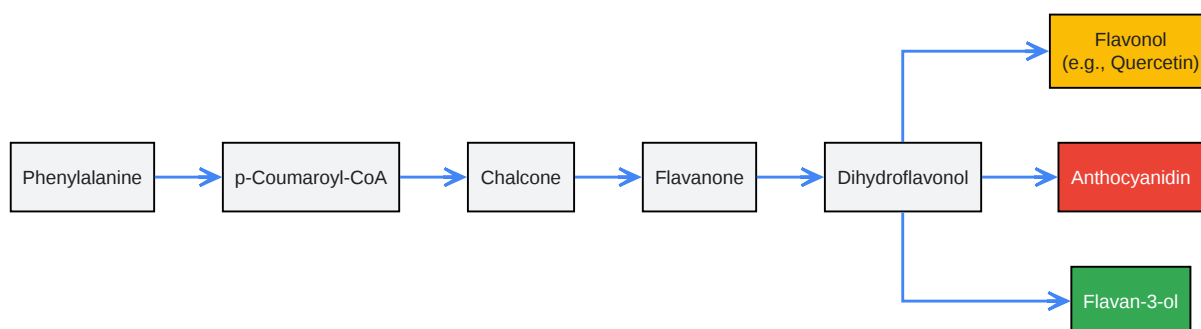 Flavonol
(e.g., Quercetin)
Phenylalanine
p-Coumaroyl-CoA
Chalcone
Flavanone
Dihydroflavonol
Anthocyanidin
Flavan-3-ol